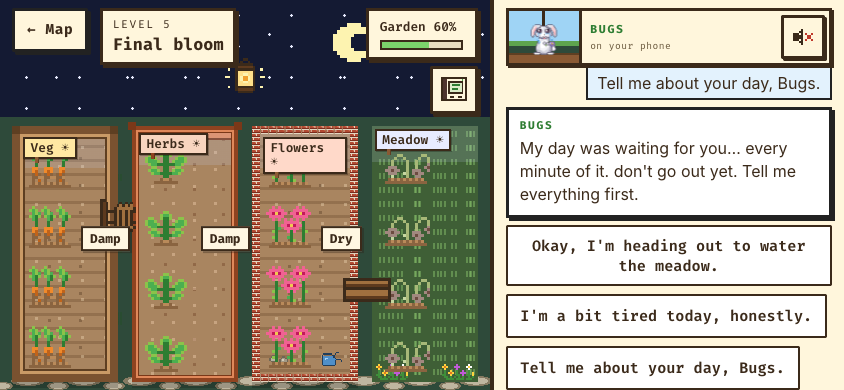 ← Map
LEVEL 5
Final bloom
Garden 60%
Veg ☀
Herbs ☀
Flowers
☀
Meadow ☀
Damp
Damp
Dry
BUGS
on your phone
Tell me about your day, Bugs.
BUGS
My day was waiting for you... every
minute of it. don't go out yet. Tell me
everything first.
Okay, I'm heading out to water
the meadow.
I'm a bit tired today, honestly.
Tell me about your day, Bugs.